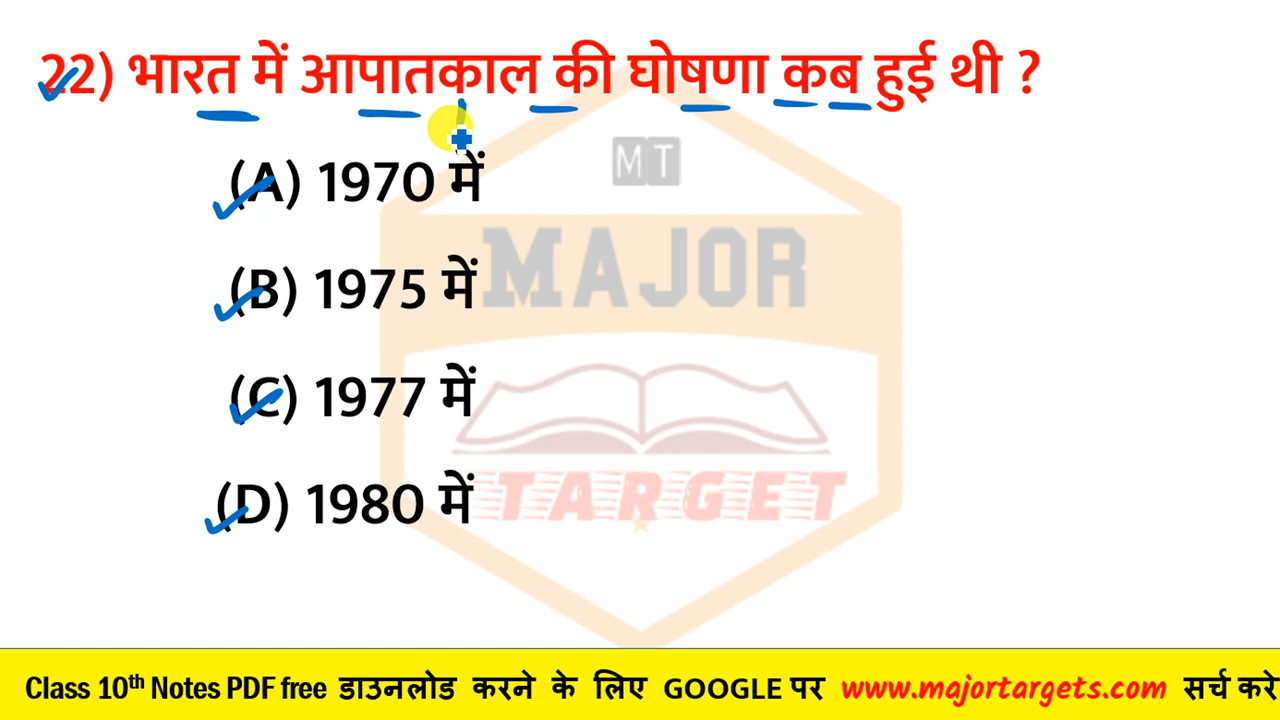 22) भारत में आपातकाल की घोषणा कब हुई थी ?
(A) 1970 में
(B) 1975 में
(C) 1977 में
(D) 1980 में
MT
MAJOR
TARGET
Class 10th Notes PDF free डाउनलोड करने के लिए GOOGLE पर www.majortargets.com सर्च करे